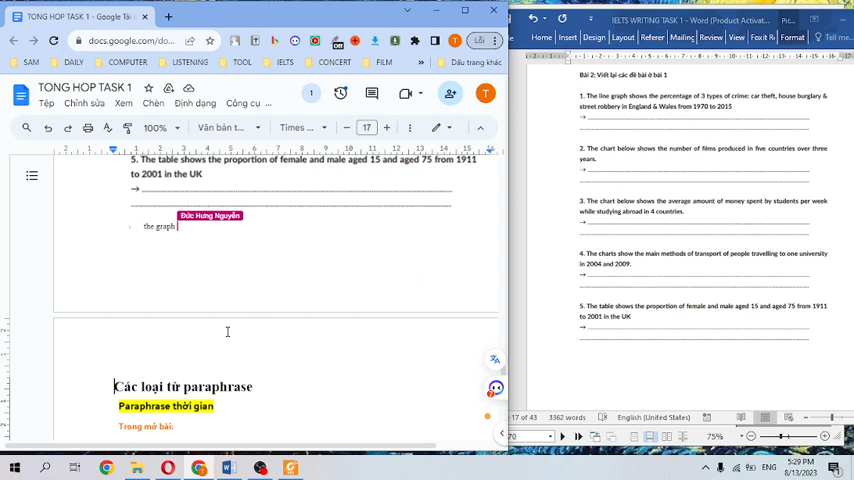 TONG HOP TASK 1 - Google Tài
docs.google.com/do...
Lỗi
SAM
DAILY
COMPUTER
LISTENING
TOOL
IELTS
CONCERT
FILM
Dấu trang khác
TONG HOP TASK 1
Tệp Chỉnh sửa Xem Chèn Định dạng Công cụ ...
1
T
100%
Văn bản t...
Times ...
17
5. The table shows the proportion of female and male aged 15 and aged 75 from 1911
to 2001 in the UK
→
Đức Hưng Nguyễn
the graph
Các loại từ paraphrase
Paraphrase thời gian
Trong mở bài:
IELTS WRITING TASK 1 - Word (Product Activat...
Pic...
Home Insert Design Layout Referer Mailing Review View Foxit R Format Tell me
Bài 2: Viết lại các đề bài ở bài 1
1. The line graph shows the percentage of 3 types of crime: car theft, house burglary &
street robbery in England & Wales from 1970 to 2015
→
2. The chart below shows the number of films produced in five countries over three
years.
→
3. The chart below shows the average amount of money spent by students per week
while studying abroad in 4 countries.
→
4. The charts show the main methods of transport of people travelling to one university
in 2004 and 2009.
→
5. The table shows the proportion of female and male aged 15 and aged 75 from 1911
to 2001 in the UK
→
17 of 43 3362 words English (United States)
70
75%
ENG
5:29 PM
8/13/2023